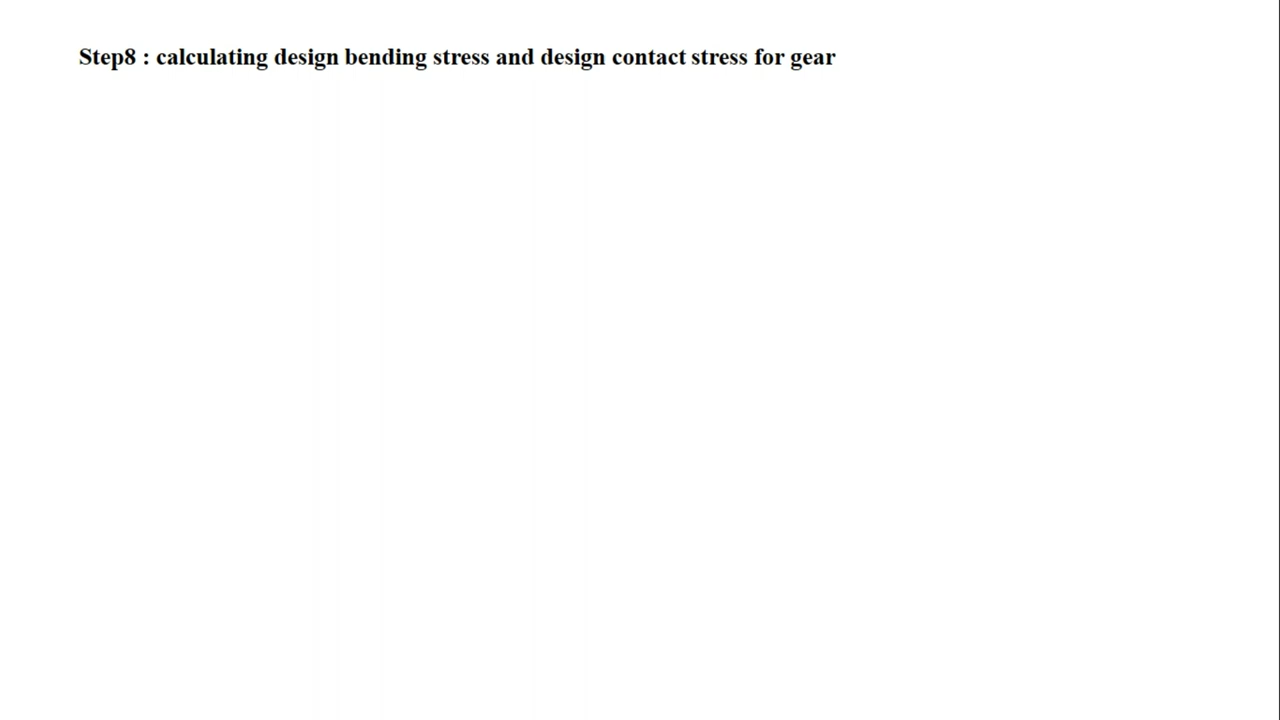 Step8 : calculating design bending stress and design contact stress for gear